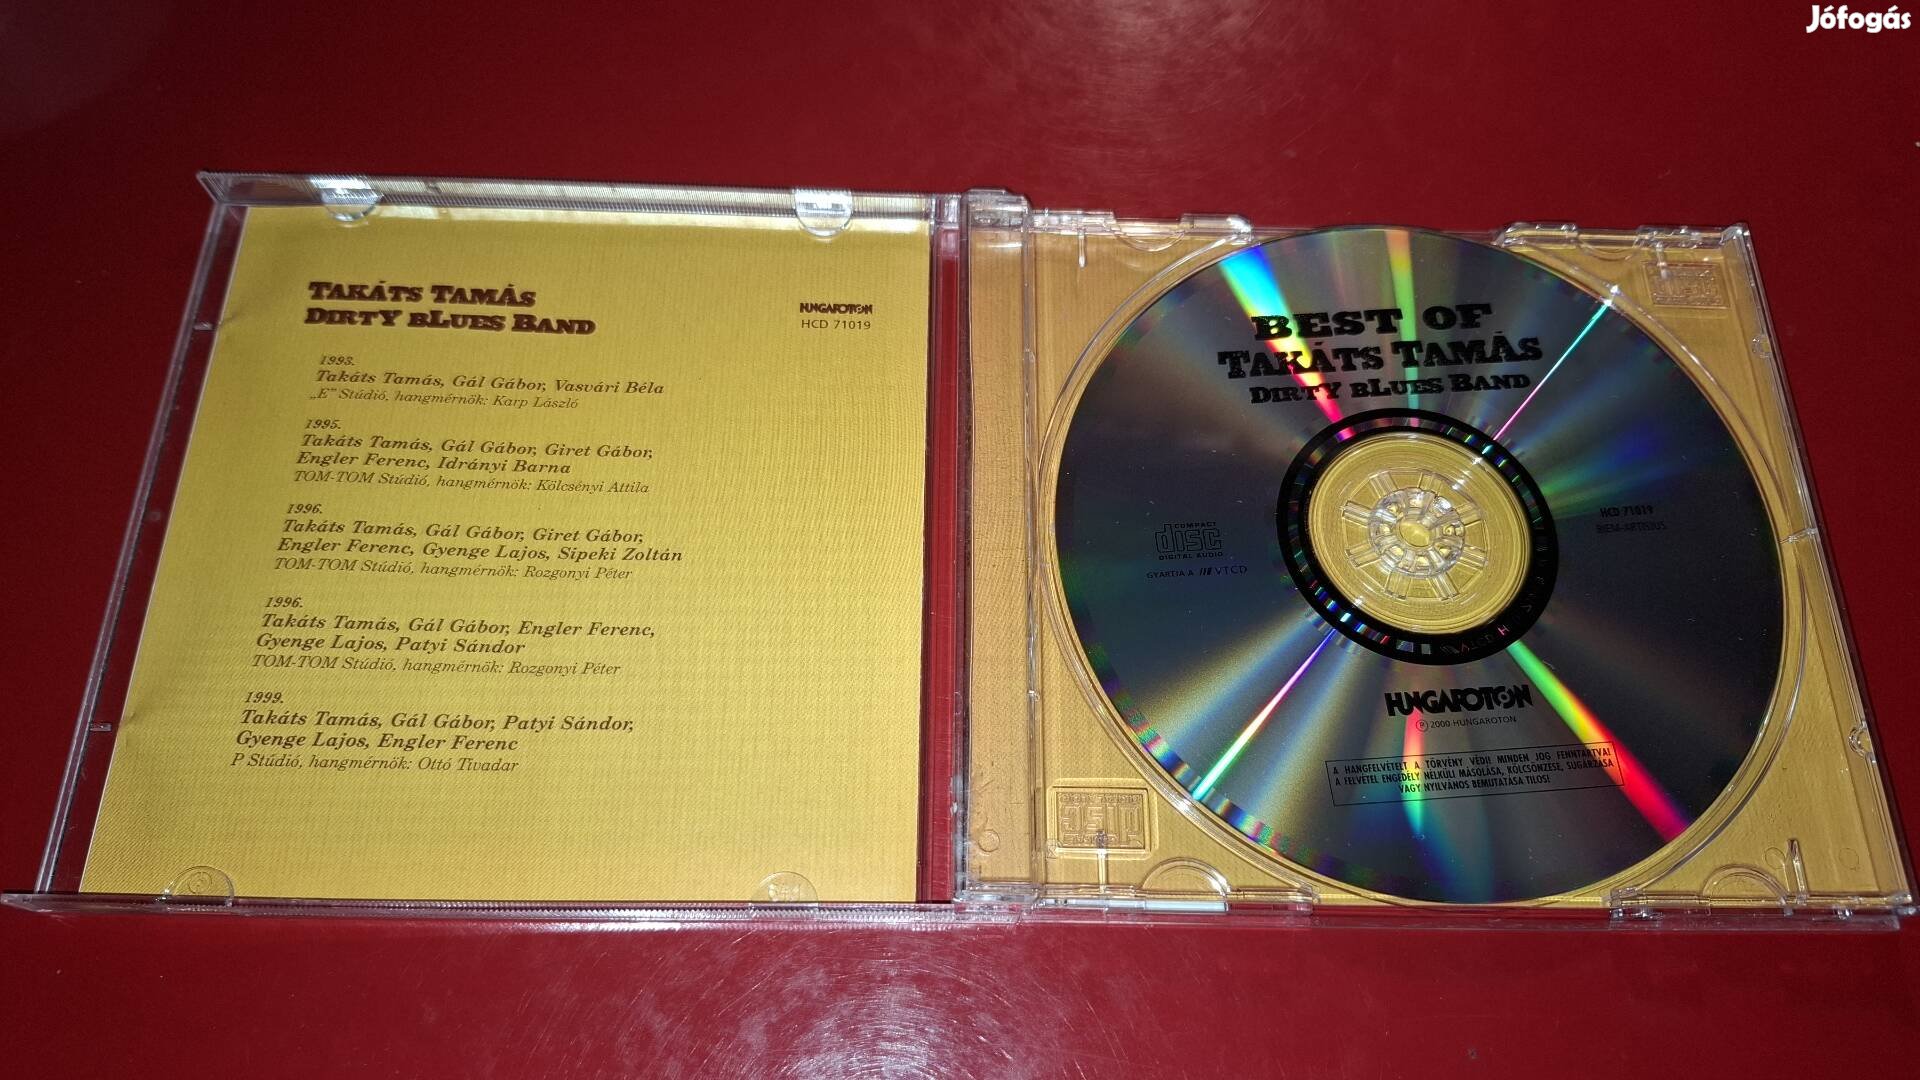 Jófogás
TAKÁTS TAMÁS
DIRTY BLUES BAND
HUNGAROTON
HCD 71019
1993.
Takáts Tamás, Gál Gábor, Vasvári Béla
„E” Stúdió, hangmérnök: Karp László
1995.
Takáts Tamás, Gál Gábor, Giret Gábor,
Engler Ferenc, Idrányi Barna
TOM-TOM Stúdió, hangmérnök: Kölcsényi Attila
1996.
Takáts Tamás, Gál Gábor, Giret Gábor,
Engler Ferenc, Gyenge Lajos, Sipeki Zoltán
TOM-TOM Stúdió, hangmérnök: Rozgonyi Péter
1996.
Takáts Tamás, Gál Gábor, Engler Ferenc,
Gyenge Lajos, Patyi Sándor
TOM-TOM Stúdió, hangmérnök: Rozgonyi Péter
1999.
Takáts Tamás, Gál Gábor, Patyi Sándor,
Gyenge Lajos, Engler Ferenc
P Stúdió, hangmérnök: Ottó Tivadar
BEST OF
TAKÁTS TAMÁS
DIRTY BLUES BAND
COMPACT
disc
DIGITAL AUDIO
GYÁRTJA A VTCD
HCD 71019
BIEM-ARTISJUS
HUNGAROTON
Ⓟ 2000 HUNGAROTON
A HANGFELVÉTELT A TÖRVÉNY VÉDI! MINDEN JOG FENNTARTVA!
A FELVÉTEL ENGEDÉLY NÉLKÜLI MÁSOLÁSA, KÖLCSÖNZÉSE, SUGÁRZÁSA
VAGY NYILVÁNOS BEMUTATÁSA TILOS!